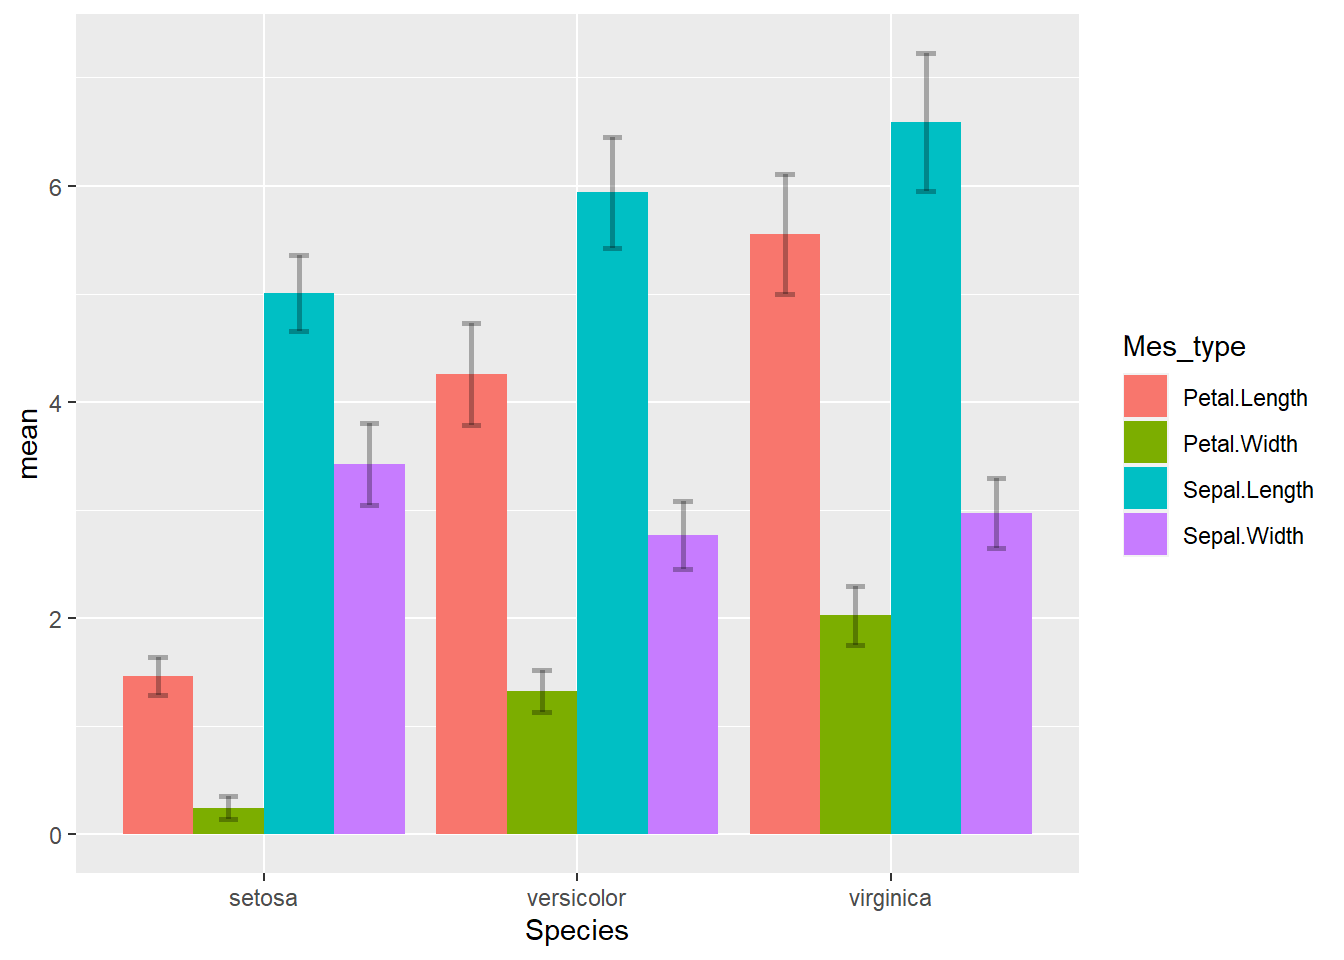 mean
6
4
2
0
setosa
versicolor
virginica
Species
Mes_type
Petal.Length
Petal.Width
Sepal.Length
Sepal.Width